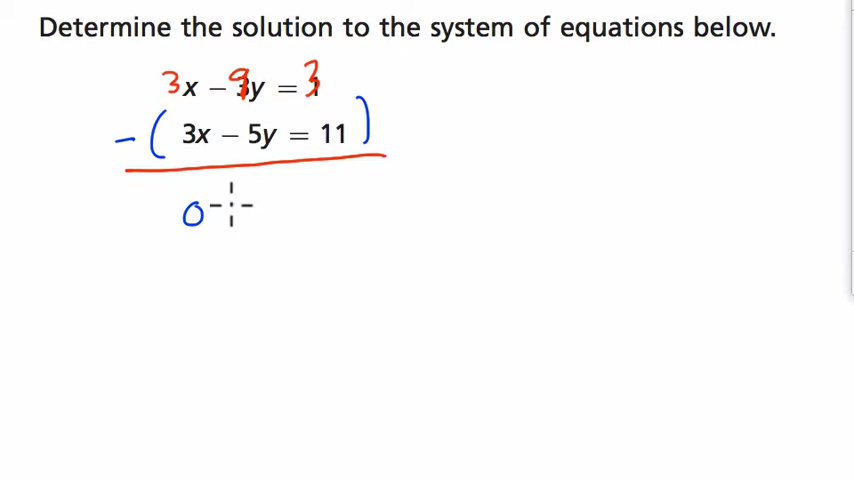 Determine the solution to the system of equations below.
3x − 9y = 3
− ( 3x − 5y = 11 )
0